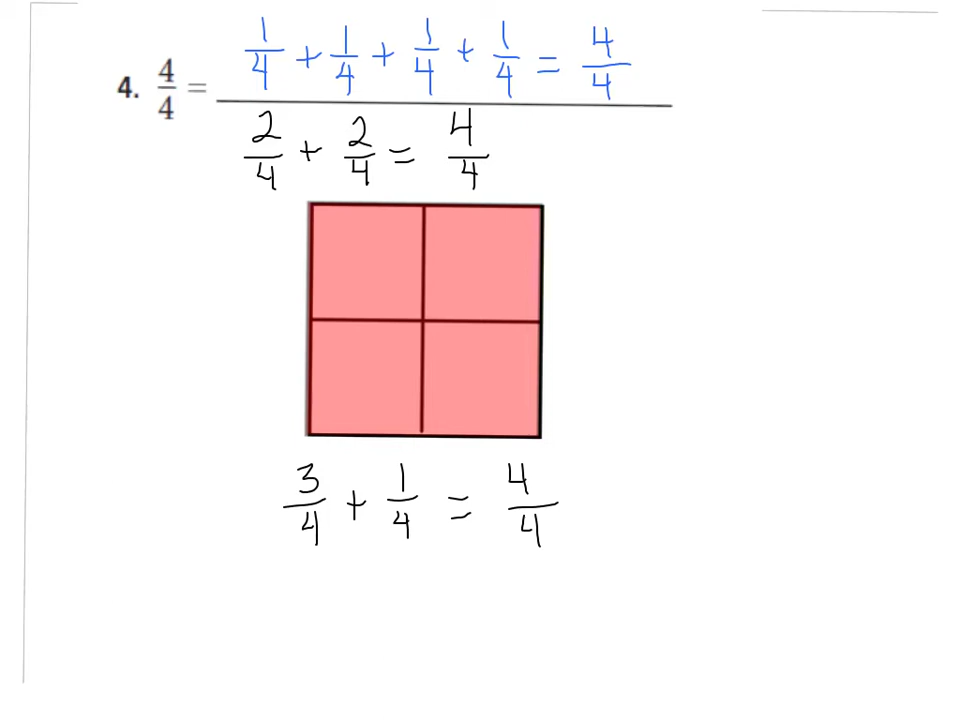 4. 4/4 = 1/4 + 1/4 + 1/4 + 1/4 = 4/4
2/4 + 2/4 = 4/4
3/4 + 1/4 = 4/4